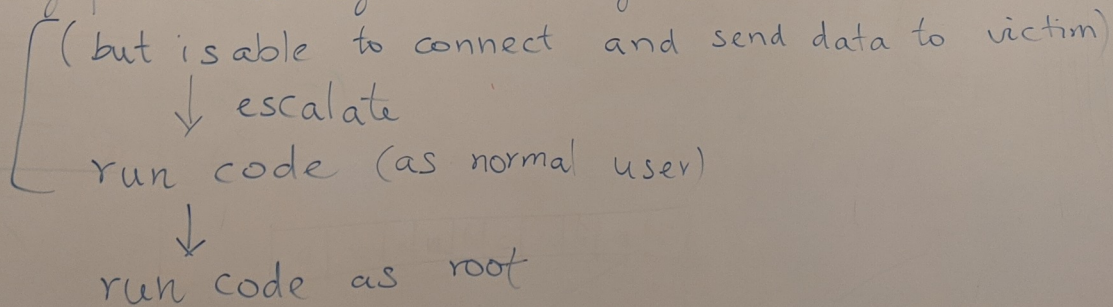 (but is able to connect and send data to victim)
↓ escalate
run code (as normal user)
↓
run code as root